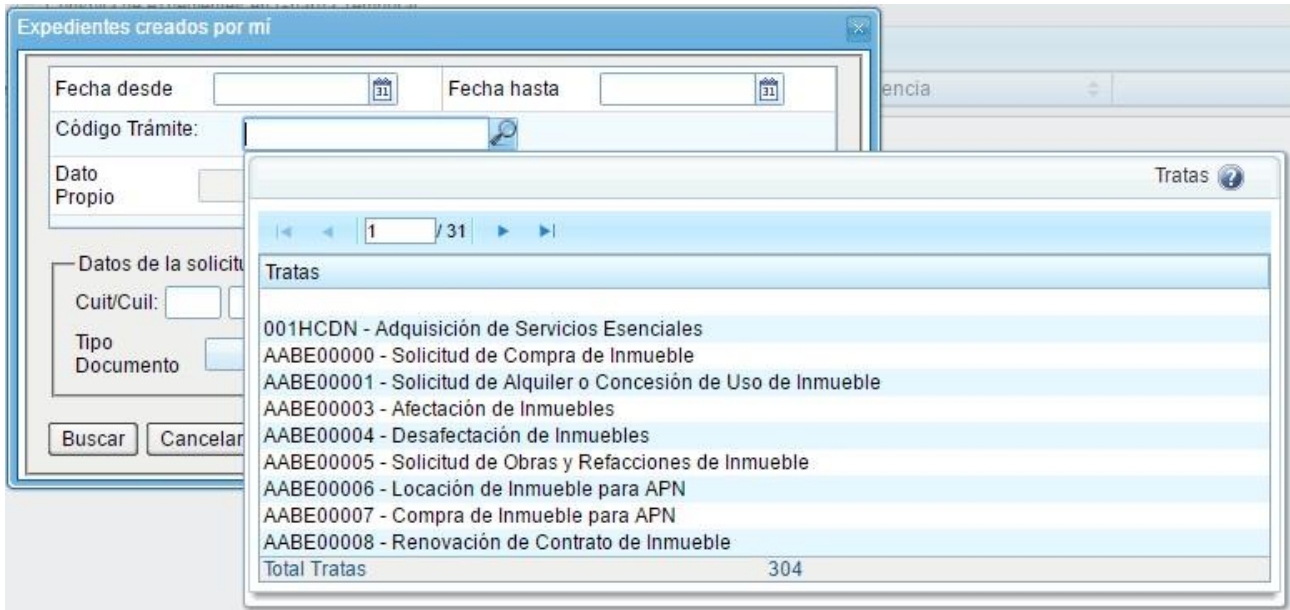 Expedientes creados por mí
Fecha desde 31 Fecha hasta 31
encia
Código Trámite:
Dato
Propio
Tratas ?
1 / 31
Datos de la
Tratas
Cuit/Cuil:
001HCDN - Adquisición de Servicios Esenciales
Tipo
Documento
AABE00000 - Solicitud de Compra de Inmueble
AABE00001 - Solicitud de Alquiler o Concesión de Uso de Inmueble
AABE00003 - Afectación de Inmuebles
AABE00004 - Desafectación de Inmuebles
Buscar Cancelar
AABE00005 - Solicitud de Obras y Refacciones de Inmueble
AABE00006 - Locación de Inmueble para APN
AABE00007 - Compra de Inmueble para APN
AABE00008 - Renovación de Contrato de Inmueble
Total Tratas 304